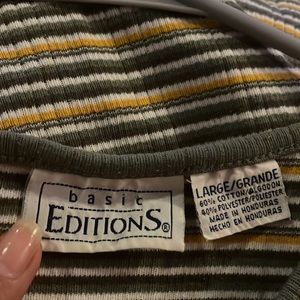 basic
EDITIONS®
LARGE/GRANDE
60% COTTON/ALGODON
40% POLYESTER/POLIESTER
MADE IN HONDURAS
HECHO EN HONDURAS